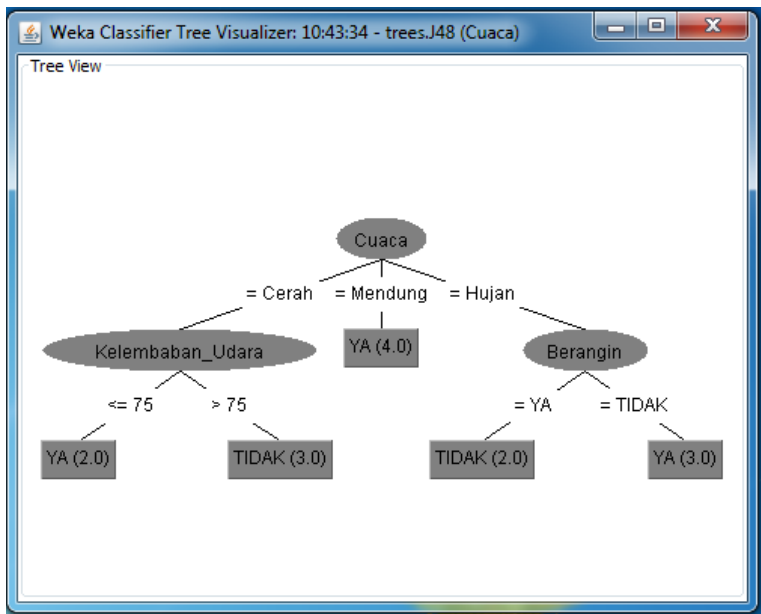 Weka Classifier Tree Visualizer: 10:43:34 - trees.J48 (Cuaca)
Tree View
Cuaca
= Cerah = Mendung = Hujan
Kelembaban_Udara YA (4.0) Berangin
<= 75 > 75 = YA = TIDAK
YA (2.0) TIDAK (3.0) TIDAK (2.0) YA (3.0)